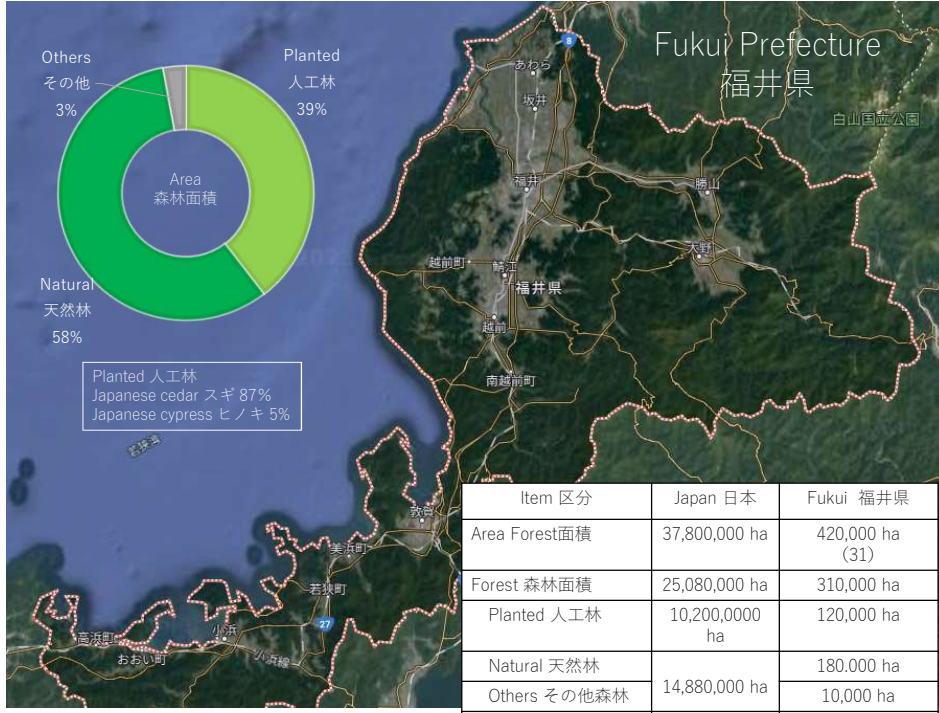 Fukui Prefecture
福井県
Others
その他
3%
Planted
人工林
39%
Area
森林面積
Natural
天然林
58%
Planted 人工林
Japanese cedar スギ 87%
Japanese cypress ヒノキ 5%
8
あわら
坂井
白山国立公園
福井
勝山
大野
越前町
鯖江
福井県
越前
南越前町
若狭湾
敦賀
美浜町
若狭町
27
小浜
高浜町
おおい町
小浜線
Item 区分
Japan 日本
Fukui 福井県
Area Forest面積
37,800,000 ha
420,000 ha
(31)
Forest 森林面積
25,080,000 ha
310,000 ha
Planted 人工林
10,200,0000
ha
120,000 ha
Natural 天然林
14,880,000 ha
180.000 ha
Others その他森林
10,000 ha